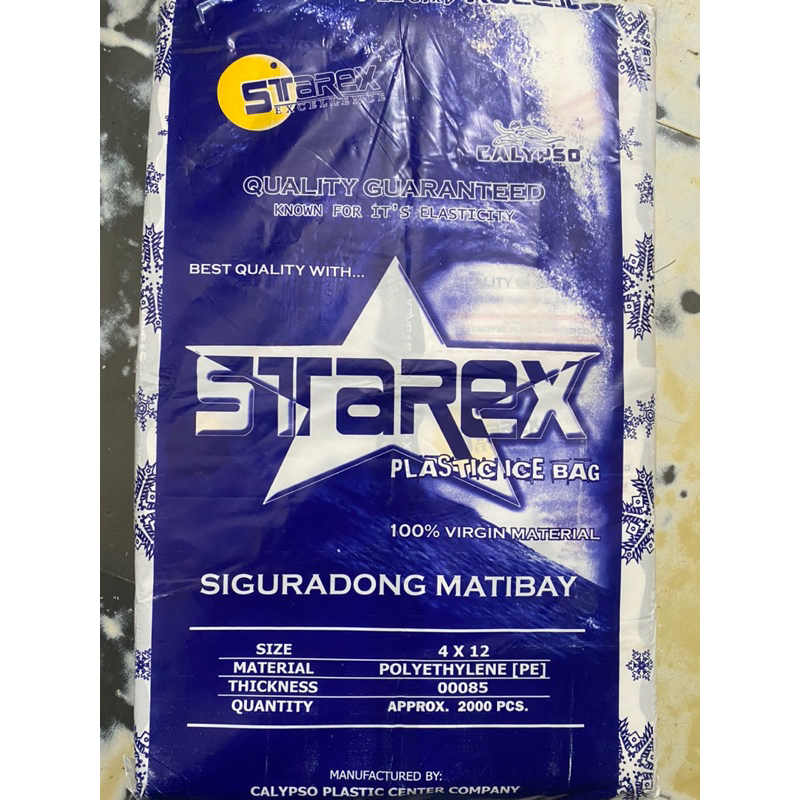 STAREX
EXCELLENCE
CALYPSO
QUALITY GUARANTEED
KNOWN FOR IT'S ELASTICITY
BEST QUALITY WITH...
STAREX
PLASTIC ICE BAG
100% VIRGIN MATERIAL
SIGURADONG MATIBAY
SIZE 4 X 12
MATERIAL POLYETHYLENE [PE]
THICKNESS 00085
QUANTITY APPROX. 2000 PCS.
MANUFACTURED BY:
CALYPSO PLASTIC CENTER COMPANY